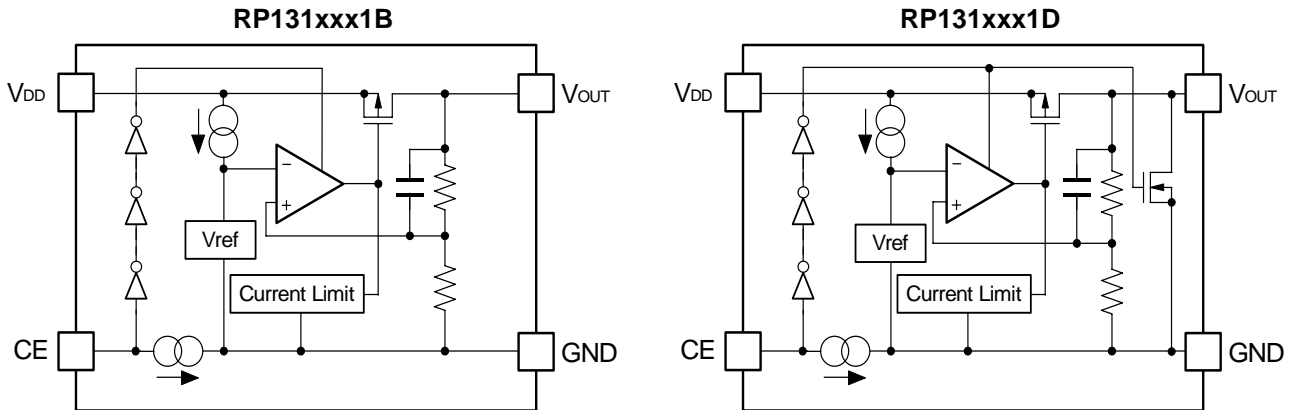 RP131xxx1B
VDD
VOUT
−
+
Vref
Current Limit
CE
GND
RP131xxx1D
VDD
VOUT
−
+
Vref
Current Limit
CE
GND